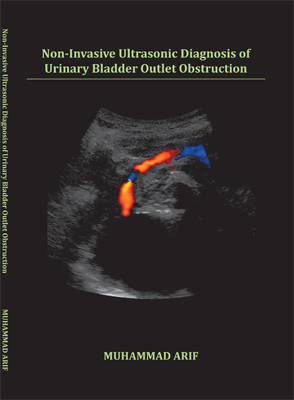 Non-Invasive Ultrasonic Diagnosis of Urinary Bladder Outlet Obstruction
MUHAMMAD ARIF
Non-Invasive Ultrasonic Diagnosis of
Urinary Bladder Outlet Obstruction
MUHAMMAD ARIF